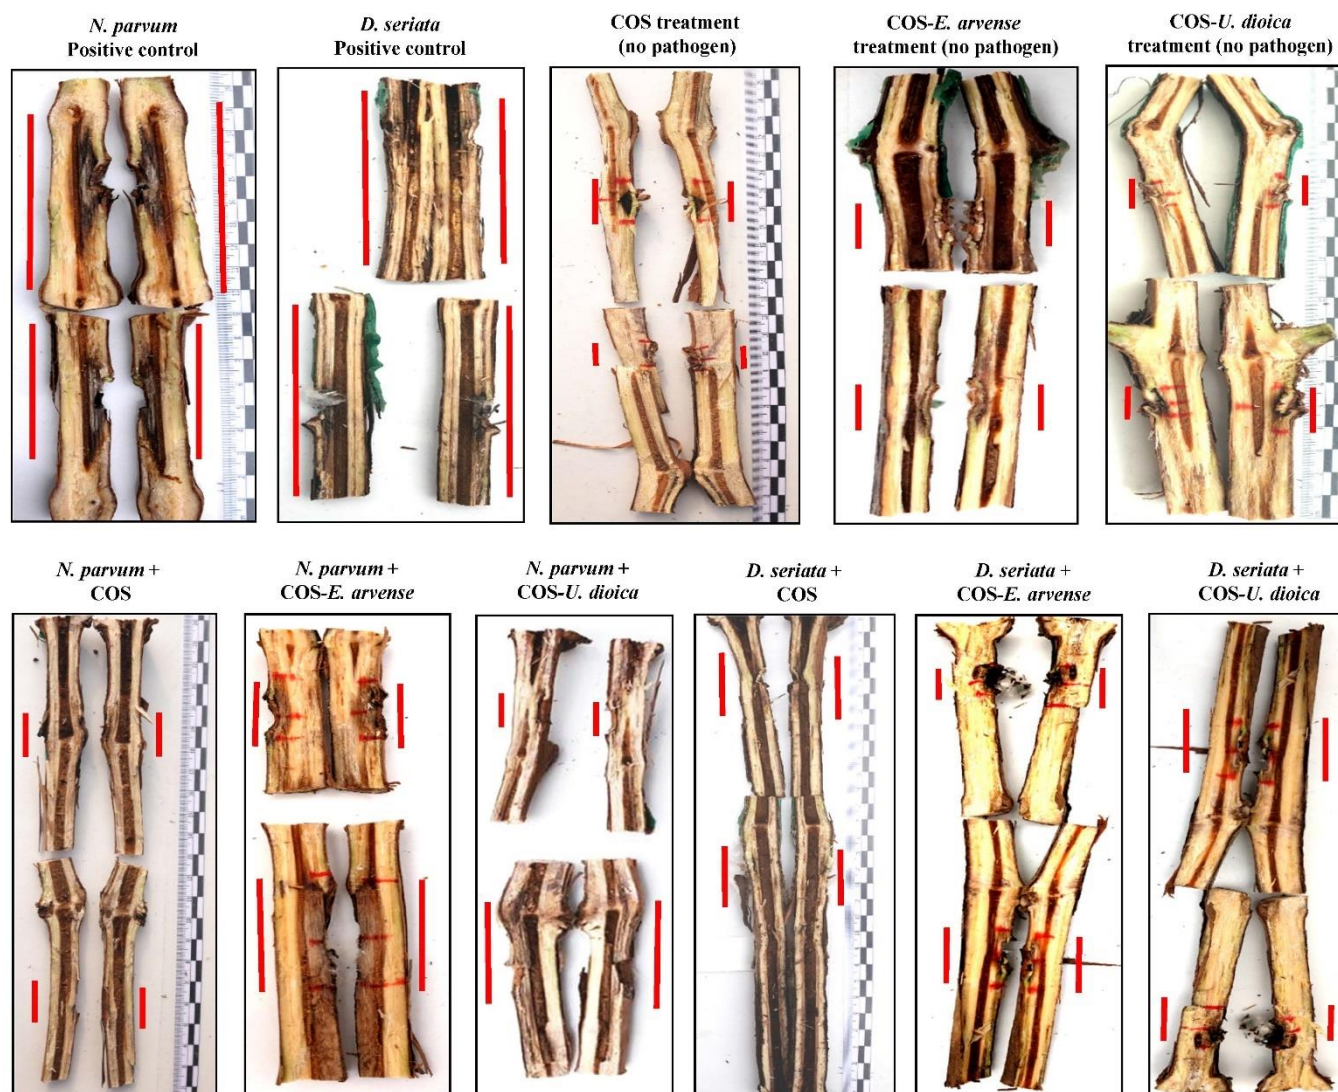 N. parvum
Positive control
D. seriata
Positive control
COS treatment
(no pathogen)
COS-E. arvense
treatment (no pathogen)
COS-U. dioica
treatment (no pathogen)
N. parvum +
COS
N. parvum +
COS-E. arvense
N. parvum +
COS-U. dioica
D. seriata +
COS
D. seriata +
COS-E. arvense
D. seriata +
COS-U. dioica